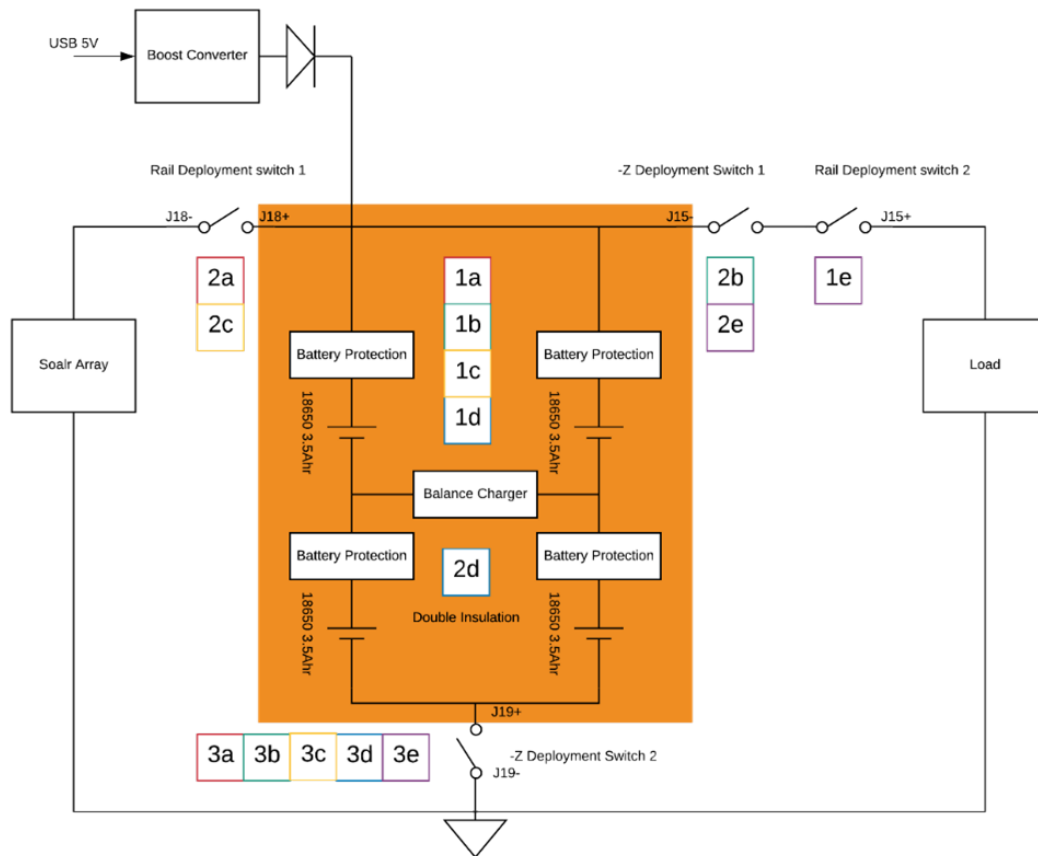 USB 5V
Boost Converter
Rail Deployment switch 1
-Z Deployment Switch 1
Rail Deployment switch 2
J18-
J18+
J15-
J15+
2a
2c
1a
1b
1c
1d
2b
2e
1e
Soalr Array
Battery Protection
Battery Protection
Load
18650 3.5Ahr
18650 3.5Ahr
Balance Charger
Battery Protection
Battery Protection
2d
Double Insulation
18650 3.5Ahr
18650 3.5Ahr
J19+
3a 3b 3c 3d 3e
-Z Deployment Switch 2
J19-